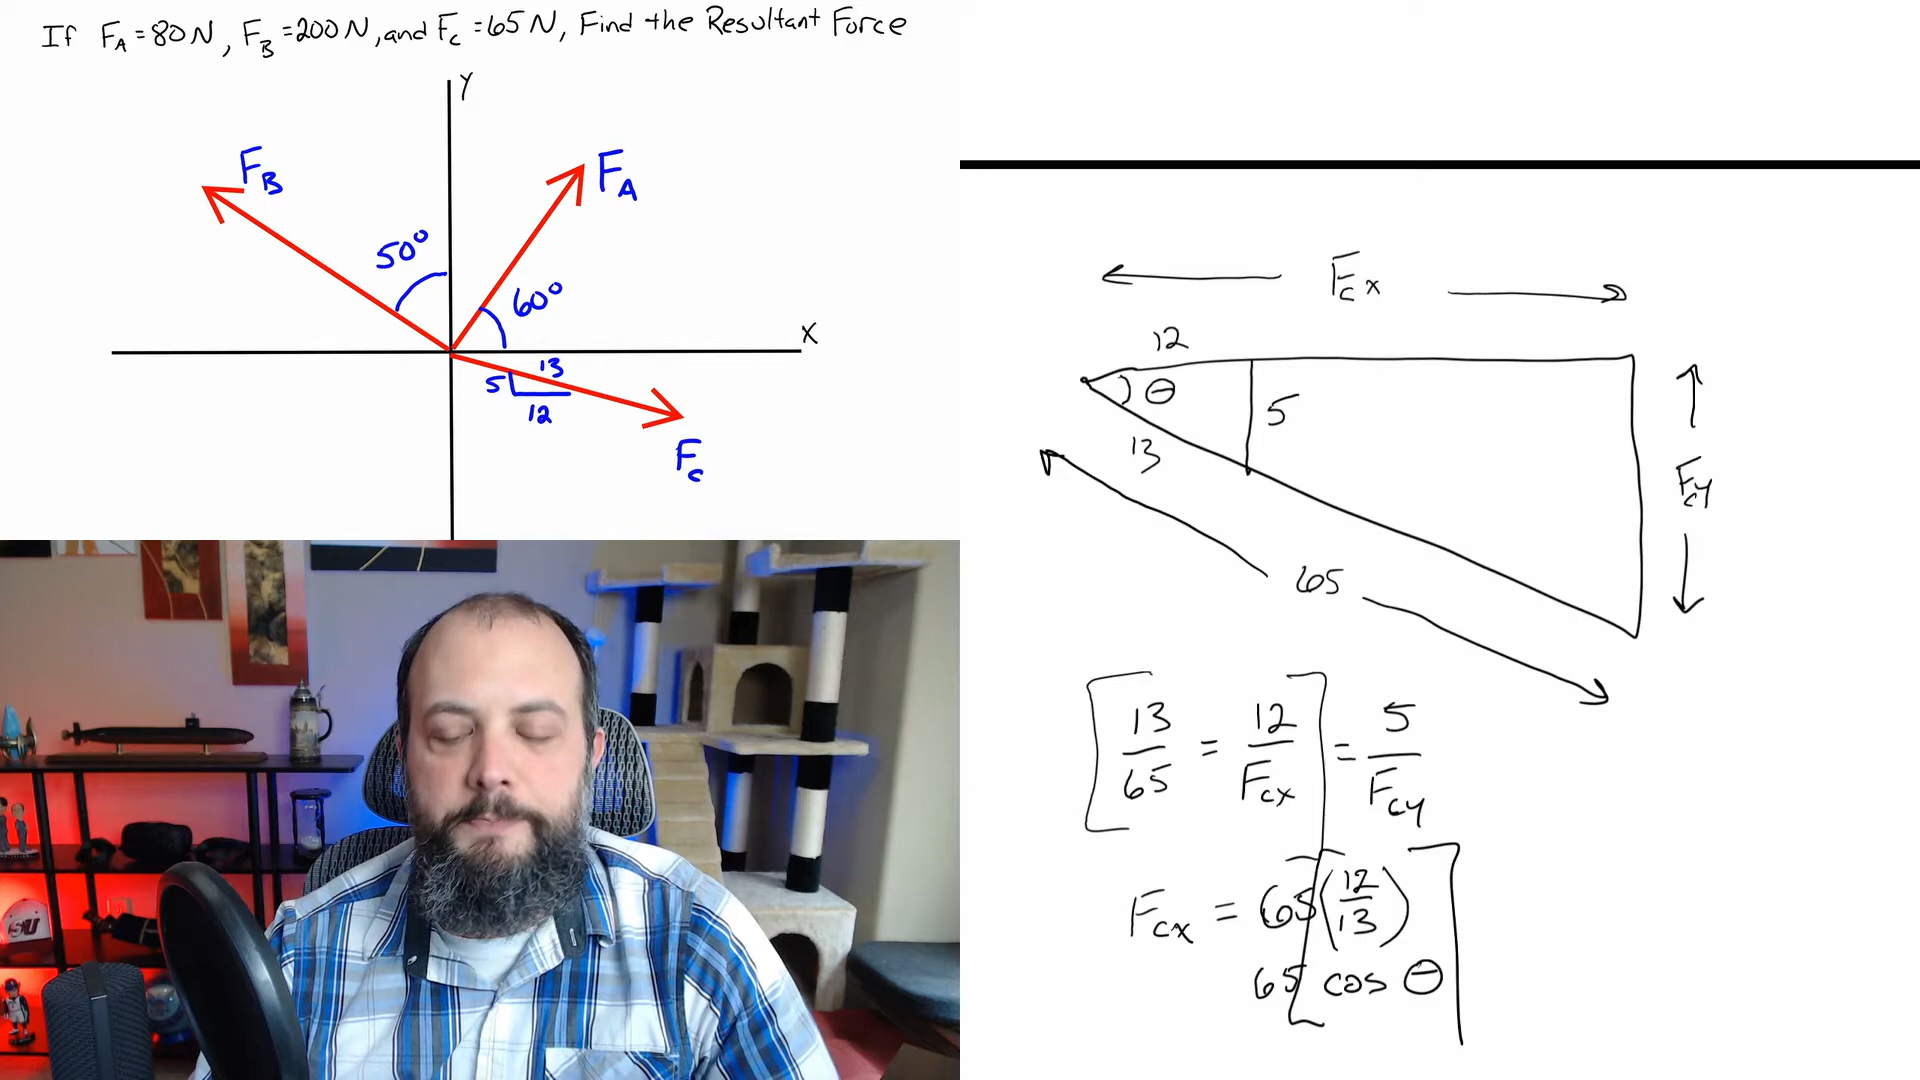 If F_A = 80 N, F_B = 200 N, and F_C = 65 N, Find the Resultant Force
Y
F_B
F_A
50°
60°
X
13
5
12
F_C
F_Cx
12
θ
5
13
F_Cy
65
13/65 = 12/F_Cx = 5/F_Cy
F_Cx = 65 (12/13)
65 cos θ
SU